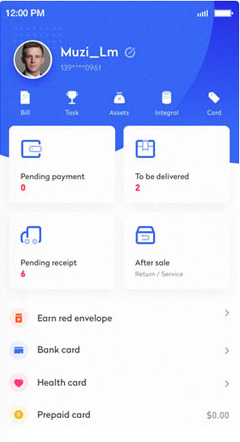 12:00 PM
Muzi_Lm
139****0961
Bill Task Assets Integral Card
Pending payment
0
To be delivered
2
Pending receipt
6
After sale
Return / Service
Earn red envelope
Bank card
Health card
Prepaid card $0.00